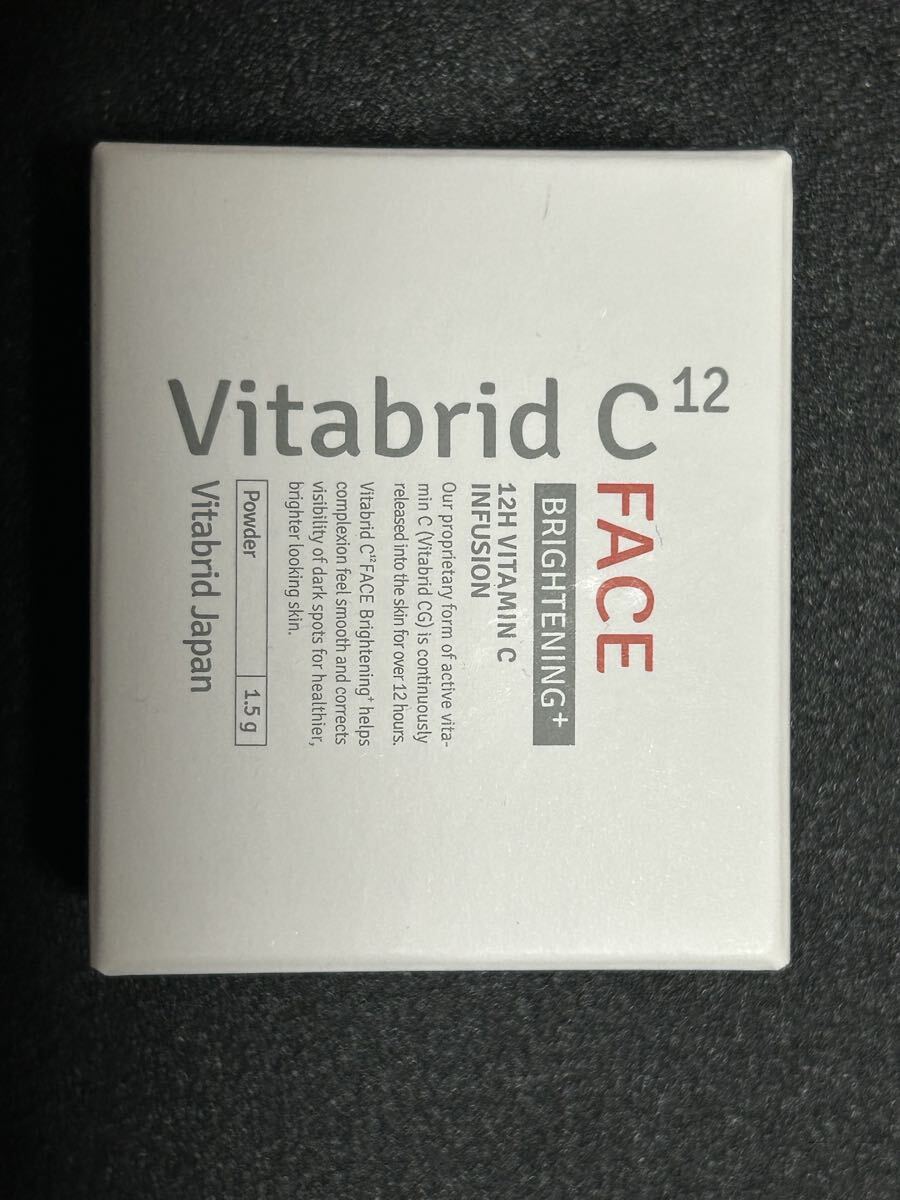 Vitabrid C¹²
FACE
BRIGHTENING⁺
12H VITAMIN C
INFUSION
Our proprietary form of active vita-
min C (Vitabrid CG) is continuously
released into the skin for over 12 hours.
Vitabrid C¹² FACE Brightening⁺ helps
complexion feel smooth and corrects
visibility of dark spots for healthier,
brighter looking skin.
Powder 1.5 g
Vitabrid Japan